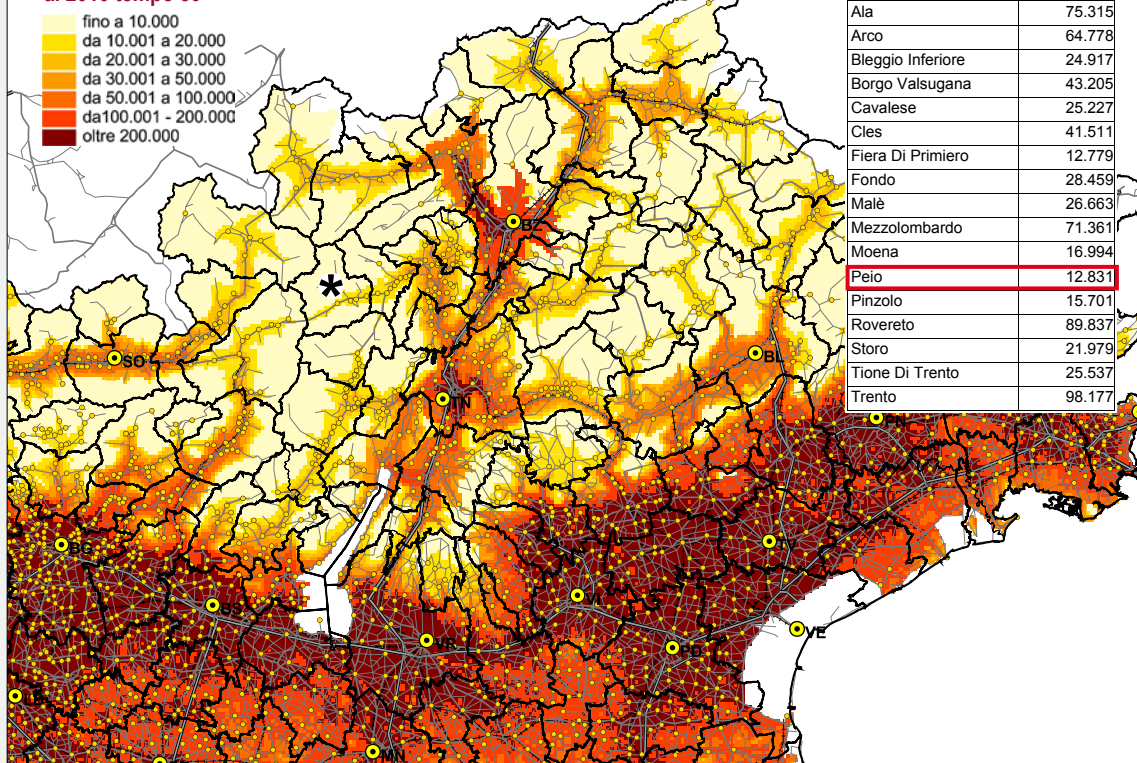 fino a 10.000
da 10.001 a 20.000
da 20.001 a 30.000
da 30.001 a 50.000
da 50.001 a 100.000
da100.001 - 200.000
oltre 200.000
Ala 75.315
Arco 64.778
Bleggio Inferiore 24.917
Borgo Valsugana 43.205
Cavalese 25.227
Cles 41.511
Fiera Di Primiero 12.779
Fondo 28.459
Malè 26.663
Mezzolombardo 71.361
Moena 16.994
Peio 12.831
Pinzolo 15.701
Rovereto 89.837
Storo 21.979
Tione Di Trento 25.537
Trento 98.177
BZ
*
SO
BL
TN
PN
BG
TV
BS
VI
VE
VR
PD
MN